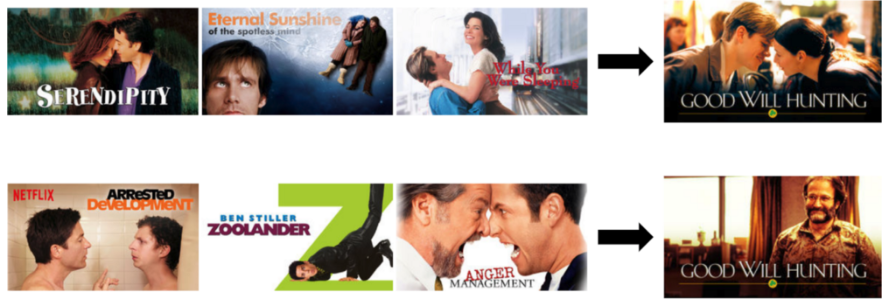 SERENDIPITY
Eternal Sunshine
of the spotless mind
While You
Were Sleeping
GOOD WILL HUNTING
NETFLIX
ARResTeD
DeVeLOPMeNT
BEN STILLER
ZOOLANDER
ANGER
MANAGEMENT
GOOD WILL HUNTING